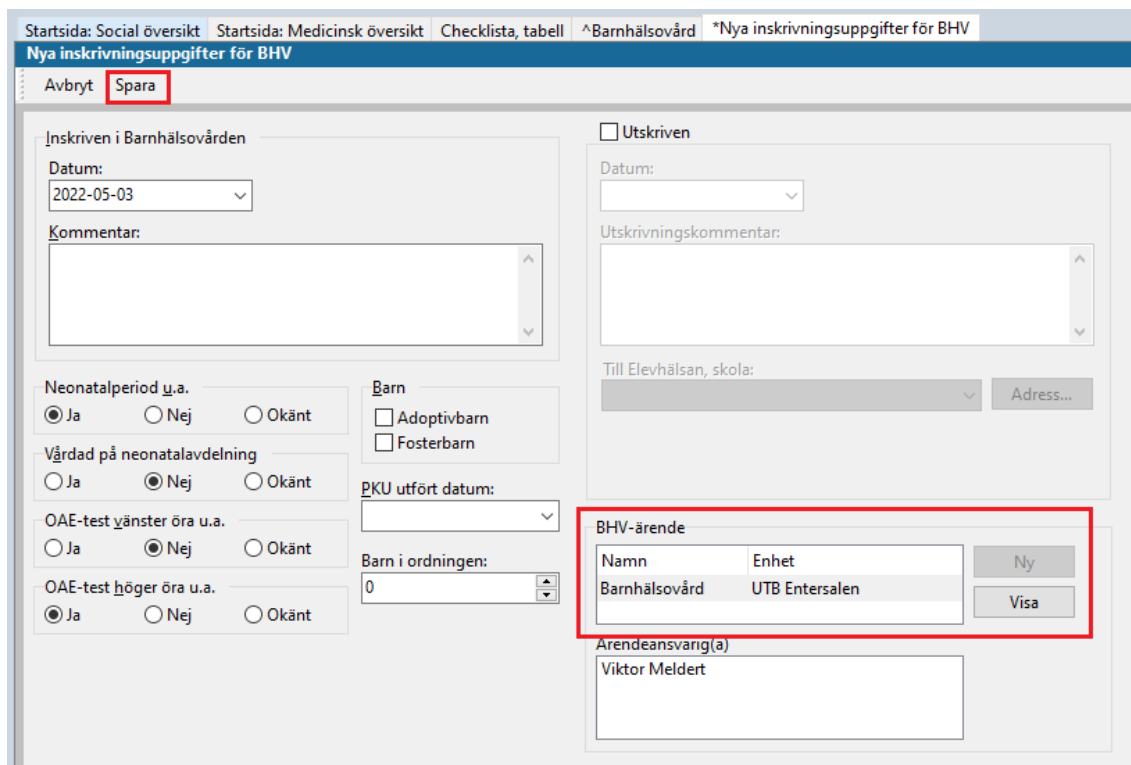 Startsida: Social översikt Startsida: Medicinsk översikt Checklista, tabell ^Barnhälsovård *Nya inskrivningsuppgifter för BHV
Nya inskrivningsuppgifter för BHV
Avbryt Spara
Inskriven i Barnhälsovården
Datum:
2022-05-03
Kommentar:
Neonatalperiod u.a.
Ja Nej Okänt
Vårdad på neonatalavdelning
Ja Nej Okänt
OAE-test vänster öra u.a.
Ja Nej Okänt
OAE-test höger öra u.a.
Ja Nej Okänt
Barn
Adoptivbarn
Fosterbarn
PKU utfört datum:
Barn i ordningen:
0
Utskriven
Datum:
Utskrivningskommentar:
Till Elevhälsan, skola:
Adress...
BHV-ärende
Namn Enhet
Barnhälsovård UTB Entersalen
Ny
Visa
Ärendeansvarig(a)
Viktor Meldert